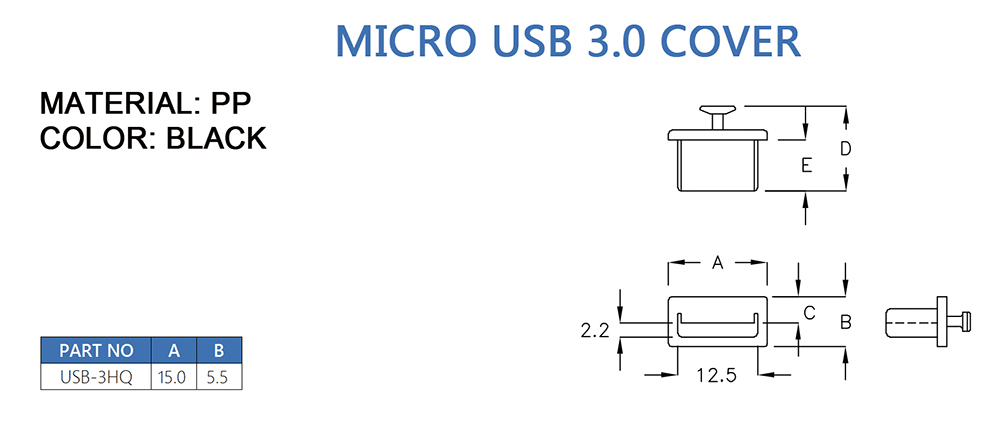 MICRO USB 3.0 COVER
MATERIAL: PP
COLOR: BLACK
D
E
A
C
B
2.2
12.5
PART NO A B
USB-3HQ 15.0 5.5